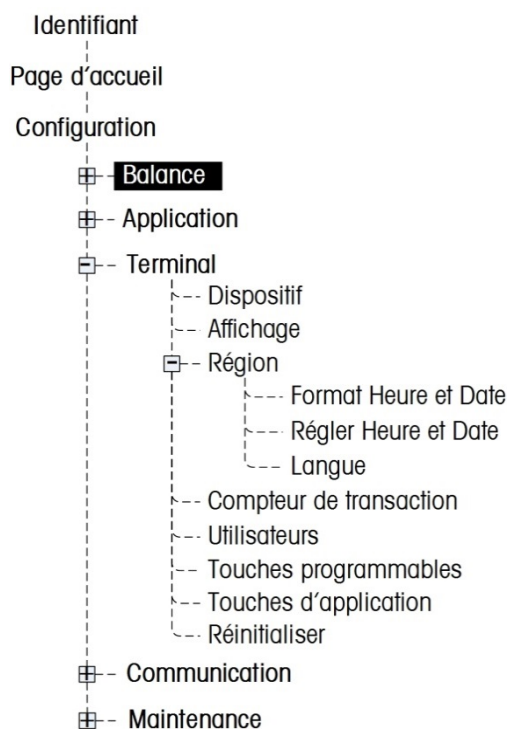 Identifiant
Page d'accueil
Configuration
Balance
Application
Terminal
Dispositif
Affichage
Région
Format Heure et Date
Régler Heure et Date
Langue
Compteur de transaction
Utilisateurs
Touches programmables
Touches d'application
Réinitialiser
Communication
Maintenance